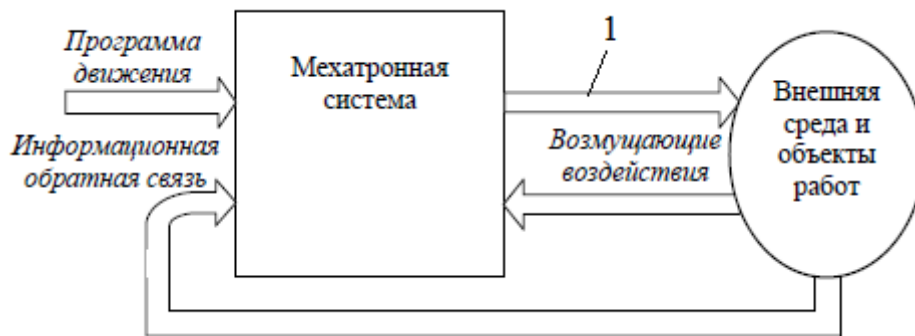 Программа
движения
Информационная
обратная связь
Мехатронная
система
1
Возмущающие
воздействия
Внешняя
среда и
объекты
работ